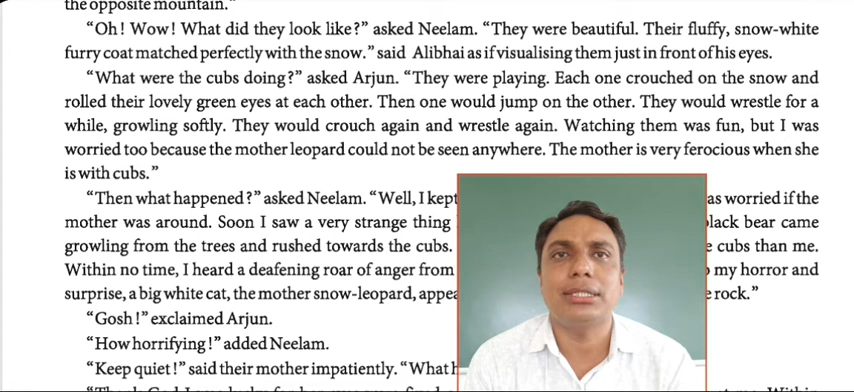 the opposite mountain."
"Oh! Wow! What did they look like?" asked Neelam. "They were beautiful. Their fluffy, snow-white
furry coat matched perfectly with the snow." said Alibhai as if visualising them just in front of his eyes.
"What were the cubs doing?" asked Arjun. "They were playing. Each one crouched on the snow and
rolled their lovely green eyes at each other. Then one would jump on the other. They would wrestle for a
while, growling softly. They would crouch again and wrestle again. Watching them was fun, but I was
worried too because the mother leopard could not be seen anywhere. The mother is very ferocious when she
is with cubs."
"Then what happened?" asked Neelam. "Well, I kept as worried if the
mother was around. Soon I saw a very strange thing lack bear came
growling from the trees and rushed towards the cubs. cubs than me.
Within no time, I heard a deafening roar of anger from my horror and
surprise, a big white cat, the mother snow-leopard, appea rock."
"Gosh!" exclaimed Arjun.
"How horrifying!" added Neelam.
"Keep quiet!" said their mother impatiently. "What